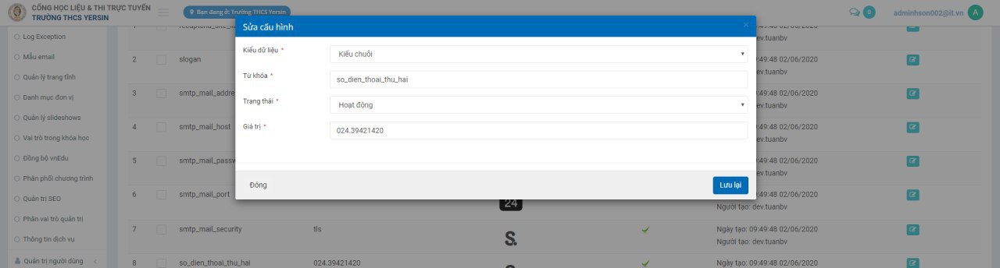 CỔNG HỌC LIỆU & THI TRỰC TUYẾN
TRƯỜNG THCS YERSIN
Bạn đang ở: Trường THCS Yersin
0
adminhson002@it.vn
A
Sửa cấu hình
×
Kiểu dữ liệu *
Kiểu chuỗi
Từ khóa *
so_dien_thoai_thu_hai
Trạng thái *
Hoạt động
Giá trị *
024.39421420
Đóng
Lưu lại
Log Exception
Mẫu email
Quản lý trang tĩnh
Danh mục đơn vị
Quản lý slideshows
Vai trò trong khóa học
Đồng bộ vnEdu
Phân phối chương trình
Quản trị SEO
Phân vai trò quản trị
Thông tin dịch vụ
Quản trị người dùng
dev.tuanbv
2 slogan :49:48 02/06/2020
dev.tuanbv
3 smtp_mail_addre :49:48 02/06/2020
dev.tuanbv
4 smtp_mail_host :49:48 02/06/2020
dev.tuanbv
5 smtp_mail_passw :49:48 02/06/2020
dev.tuanbv
6 smtp_mail_port 24 :49:48 02/06/2020
Người tạo: dev.tuanbv
7 smtp_mail_security tls Ngày tạo: 09:49:48 02/06/2020
Người tạo: dev.tuanbv
8 so_dien_thoai_thu_hai 024.39421420 Ngày tạo: 09:49:48 02/06/2020